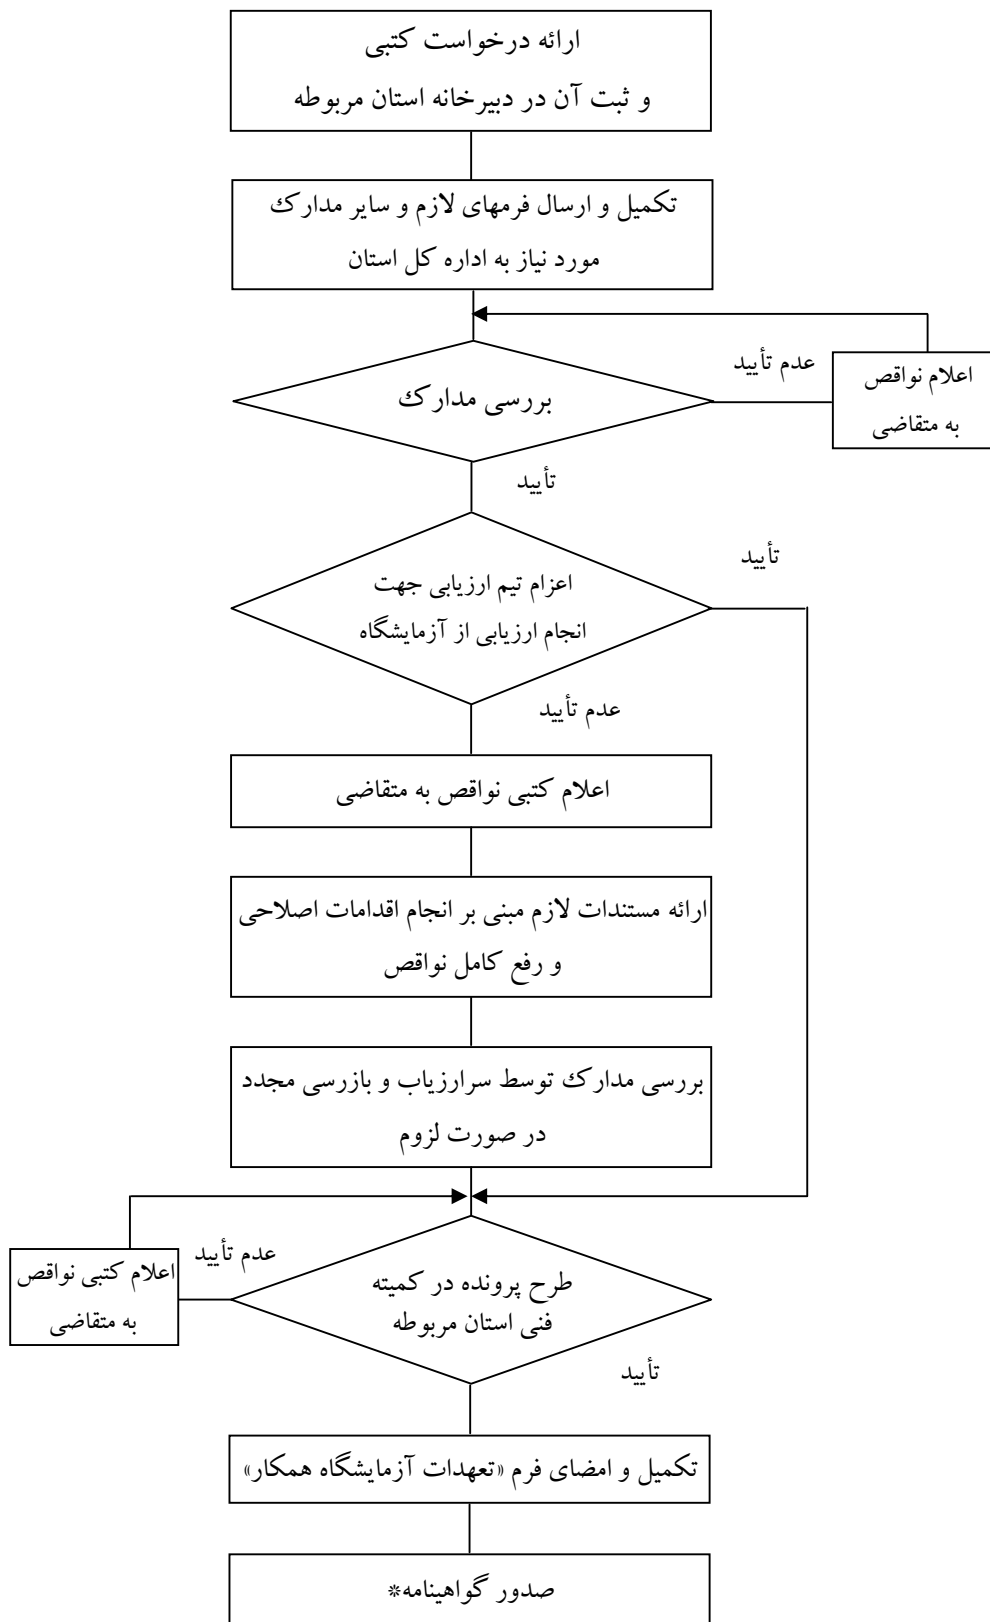 ارائه درخواست کتبی
و ثبت آن در دبیرخانه استان مربوطه
تکمیل و ارسال فرمهای لازم و سایر مدارک
مورد نیاز به اداره کل استان
عدم تأیید
اعلام نواقص
به متقاضی
بررسی مدارک
تأیید
تأیید
اعزام تیم ارزیابی جهت
انجام ارزیابی از آزمایشگاه
عدم تأیید
اعلام کتبی نواقص به متقاضی
ارائه مستندات لازم مبنی بر انجام اقدامات اصلاحی
و رفع کامل نواقص
بررسی مدارک توسط سرارزیاب و بازرسی مجدد
در صورت لزوم
عدم تأیید
اعلام کتبی نواقص
به متقاضی
طرح پرونده در کمیته
فنی استان مربوطه
تأیید
تکمیل و امضای فرم «تعهدات آزمایشگاه همکار»
صدور گواهینامه*